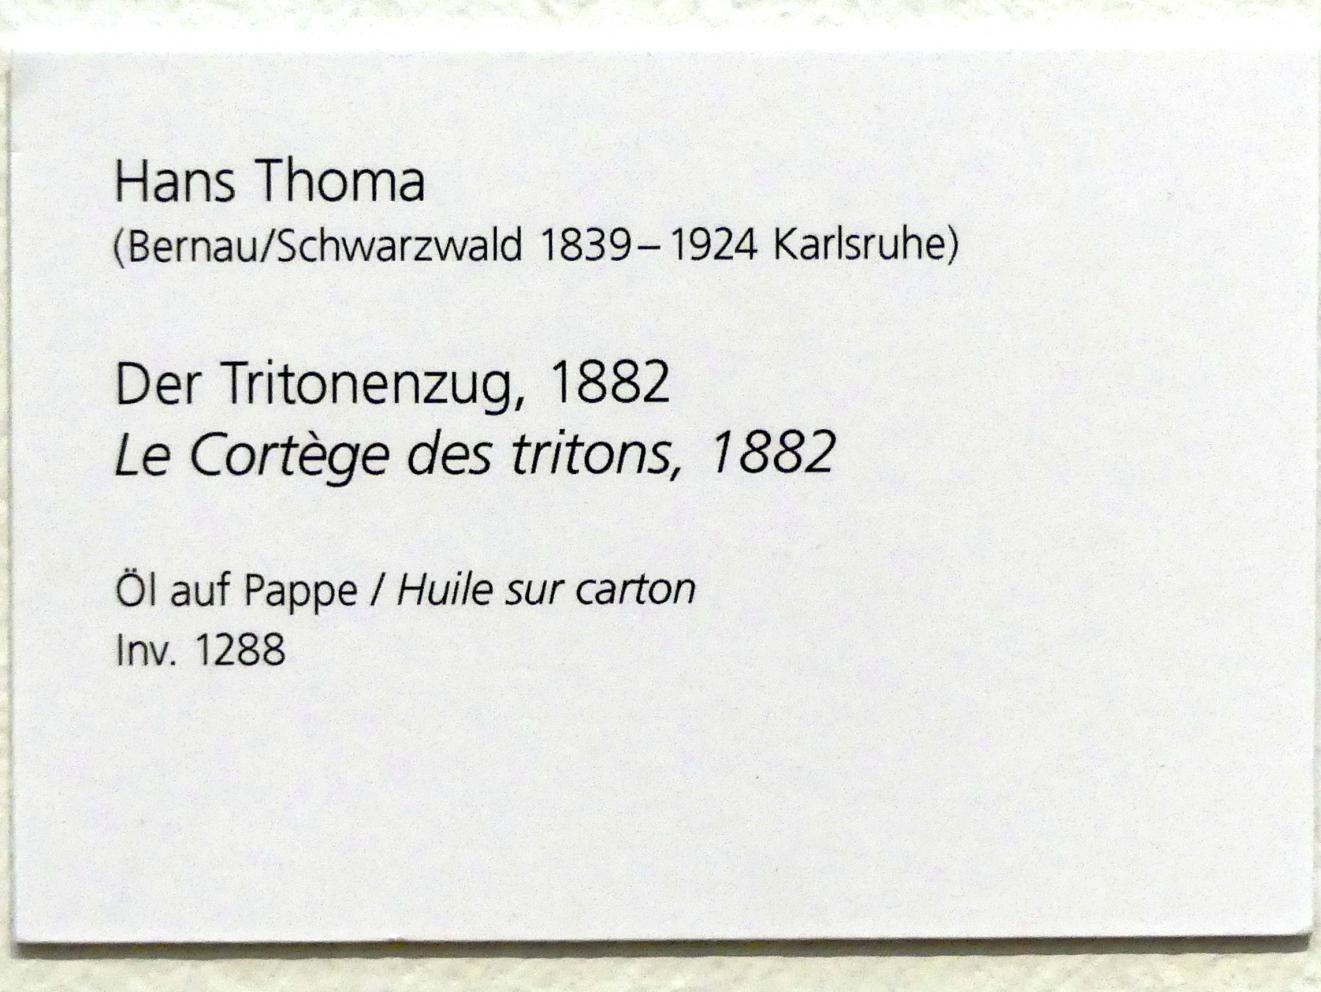 Hans Thoma
(Bernau/Schwarzwald 1839–1924 Karlsruhe)
Der Tritonenzug, 1882
Le Cortège des tritons, 1882
Öl auf Pappe / Huile sur carton
Inv. 1288